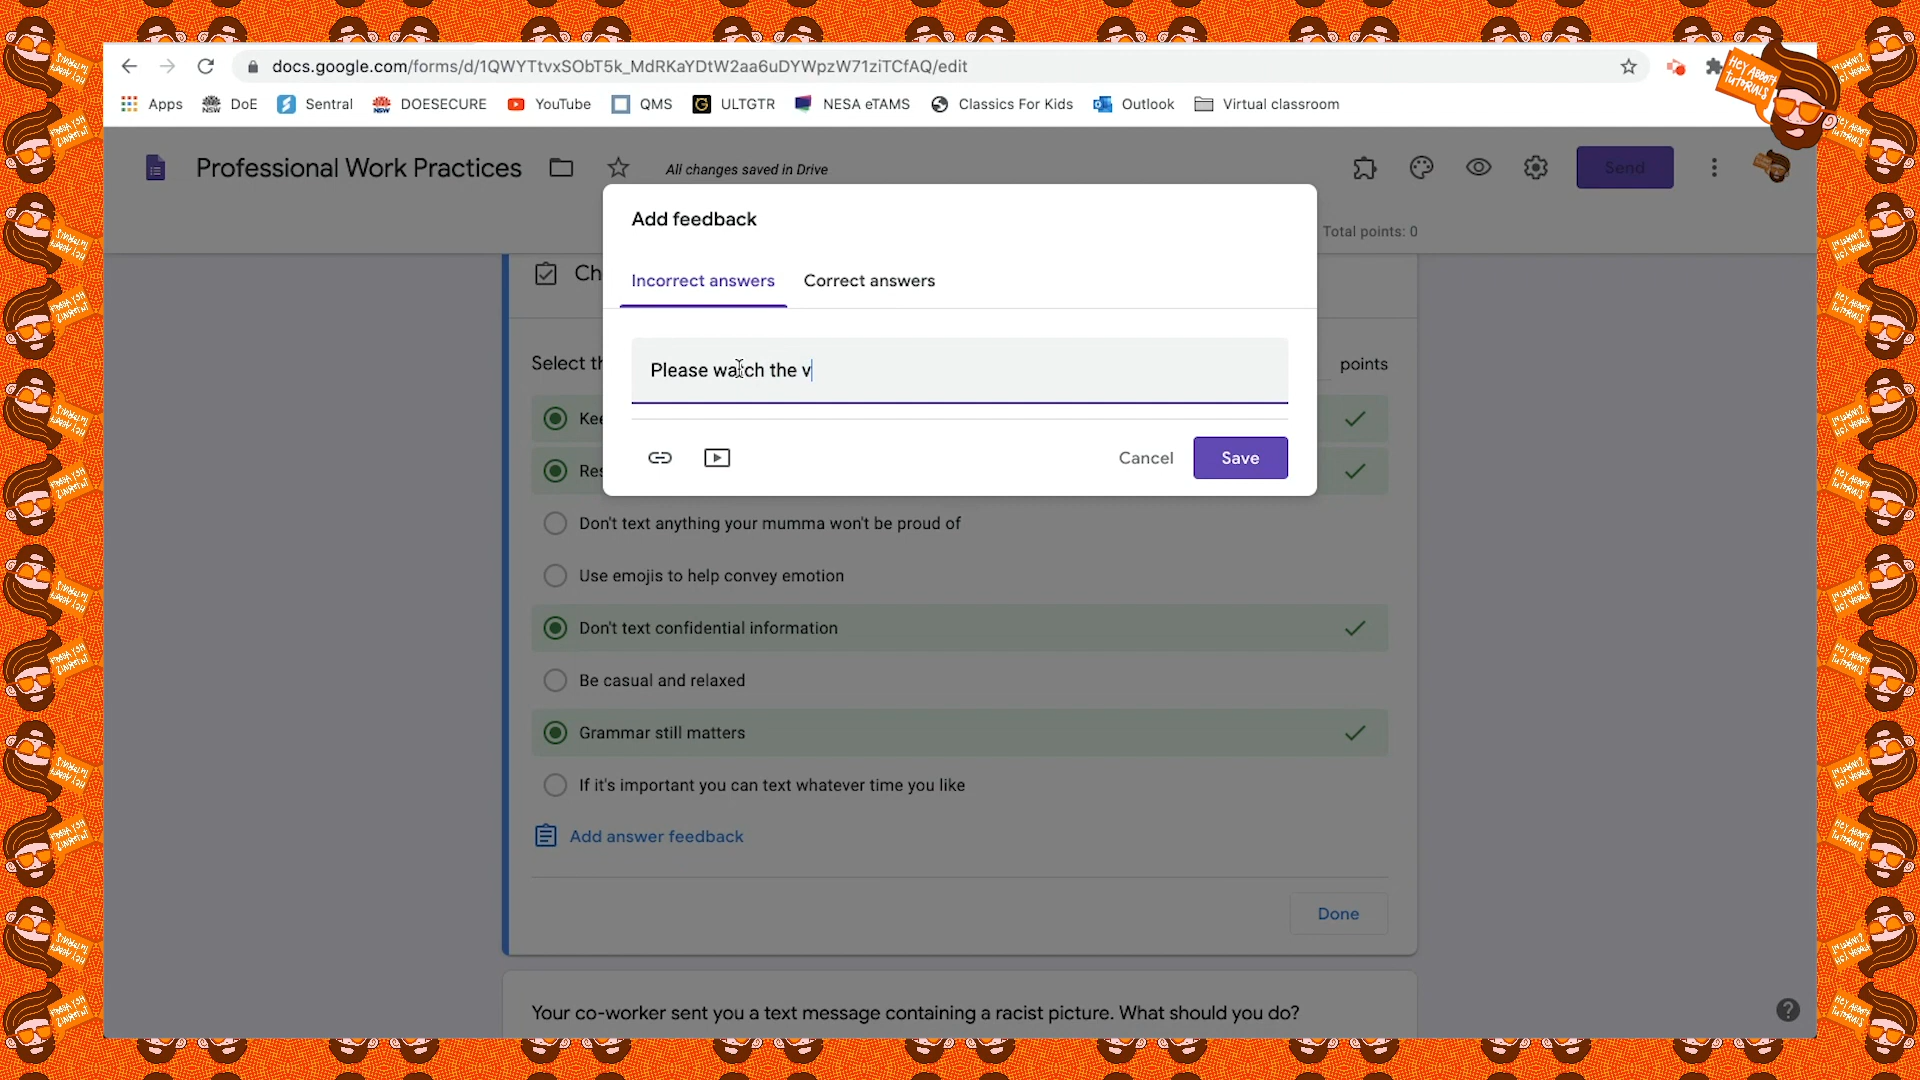 docs.google.com/forms/d/1QWYTtvxSObT5k_MdRKaYDtW2aa6uDYWpzW71ziTCfAQ/edit
HEY ABBOTT TUTORIALS
Apps DoE Sentral DOESECURE YouTube QMS ULTGTR NESA eTAMS Classics For Kids Outlook Virtual classroom
Professional Work Practices All changes saved in Drive Send
Total points: 0
Add feedback
Incorrect answers Correct answers
Ch
Select th points
Please watch the v
Kee
Cancel Save
Res
Don't text anything your mumma won't be proud of
Use emojis to help convey emotion
Don't text confidential information
Be casual and relaxed
Grammar still matters
If it's important you can text whatever time you like
Add answer feedback
Done
Your co-worker sent you a text message containing a racist picture. What should you do?